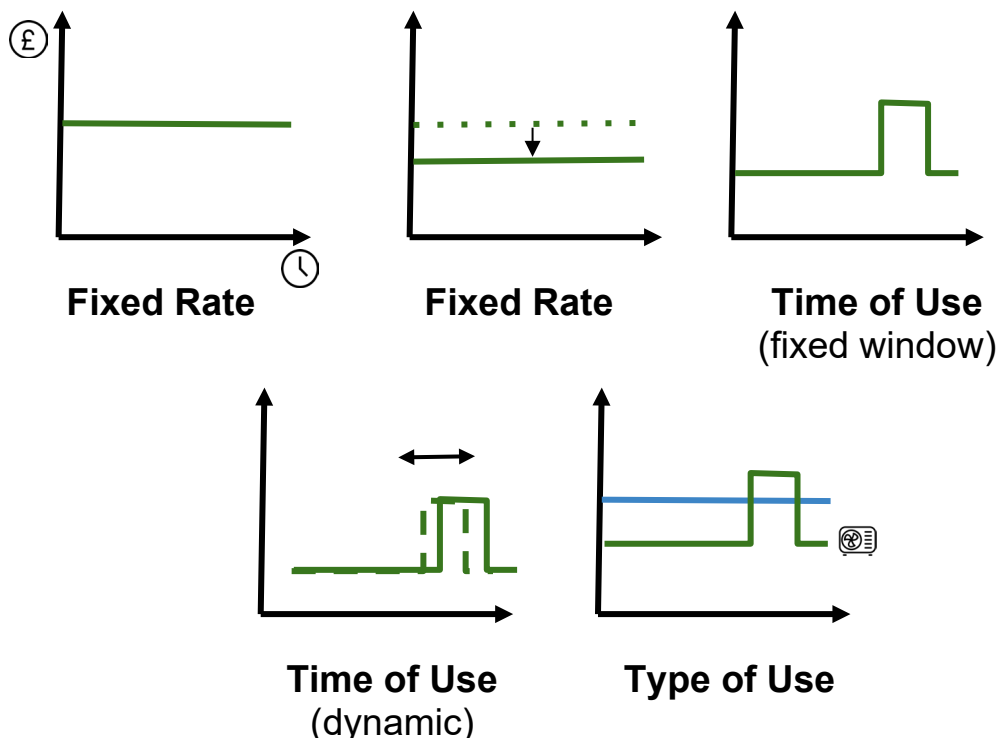 £
Fixed Rate
Fixed Rate
Time of Use
(fixed window)
Time of Use
(dynamic)
Type of Use